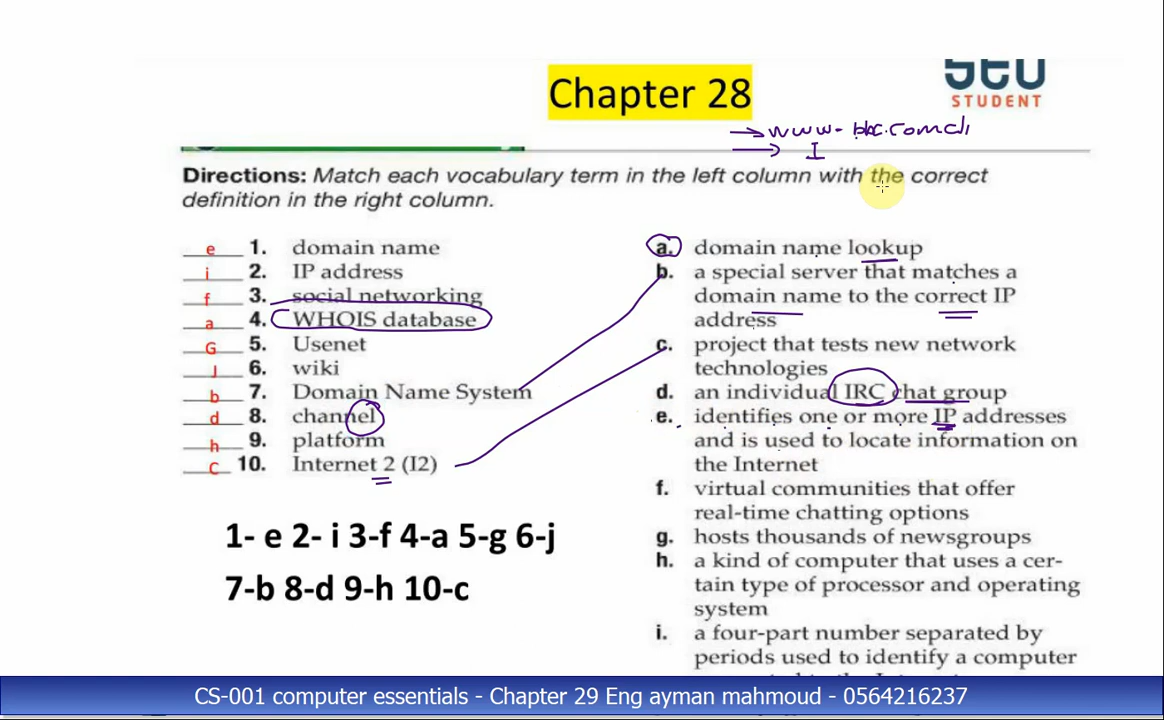 Chapter 28
STUDENT
Directions: Match each vocabulary term in the left column with the correct
definition in the right column.
e 1. domain name
i 2. IP address
f 3. social networking
a 4. WHOIS database
G 5. Usenet
J 6. wiki
b 7. Domain Name System
d 8. channel
h 9. platform
C 10. Internet 2 (I2)
1- e 2- i 3-f 4-a 5-g 6-j
7-b 8-d 9-h 10-c
a. domain name lookup
b. a special server that matches a
domain name to the correct IP
address
c. project that tests new network
technologies
d. an individual IRC chat group
e. identifies one or more IP addresses
and is used to locate information on
the Internet
f. virtual communities that offer
real-time chatting options
g. hosts thousands of newsgroups
h. a kind of computer that uses a cer-
tain type of processor and operating
system
i. a four-part number separated by
periods used to identify a computer
CS-001 computer essentials - Chapter 29 Eng ayman mahmoud - 0564216237